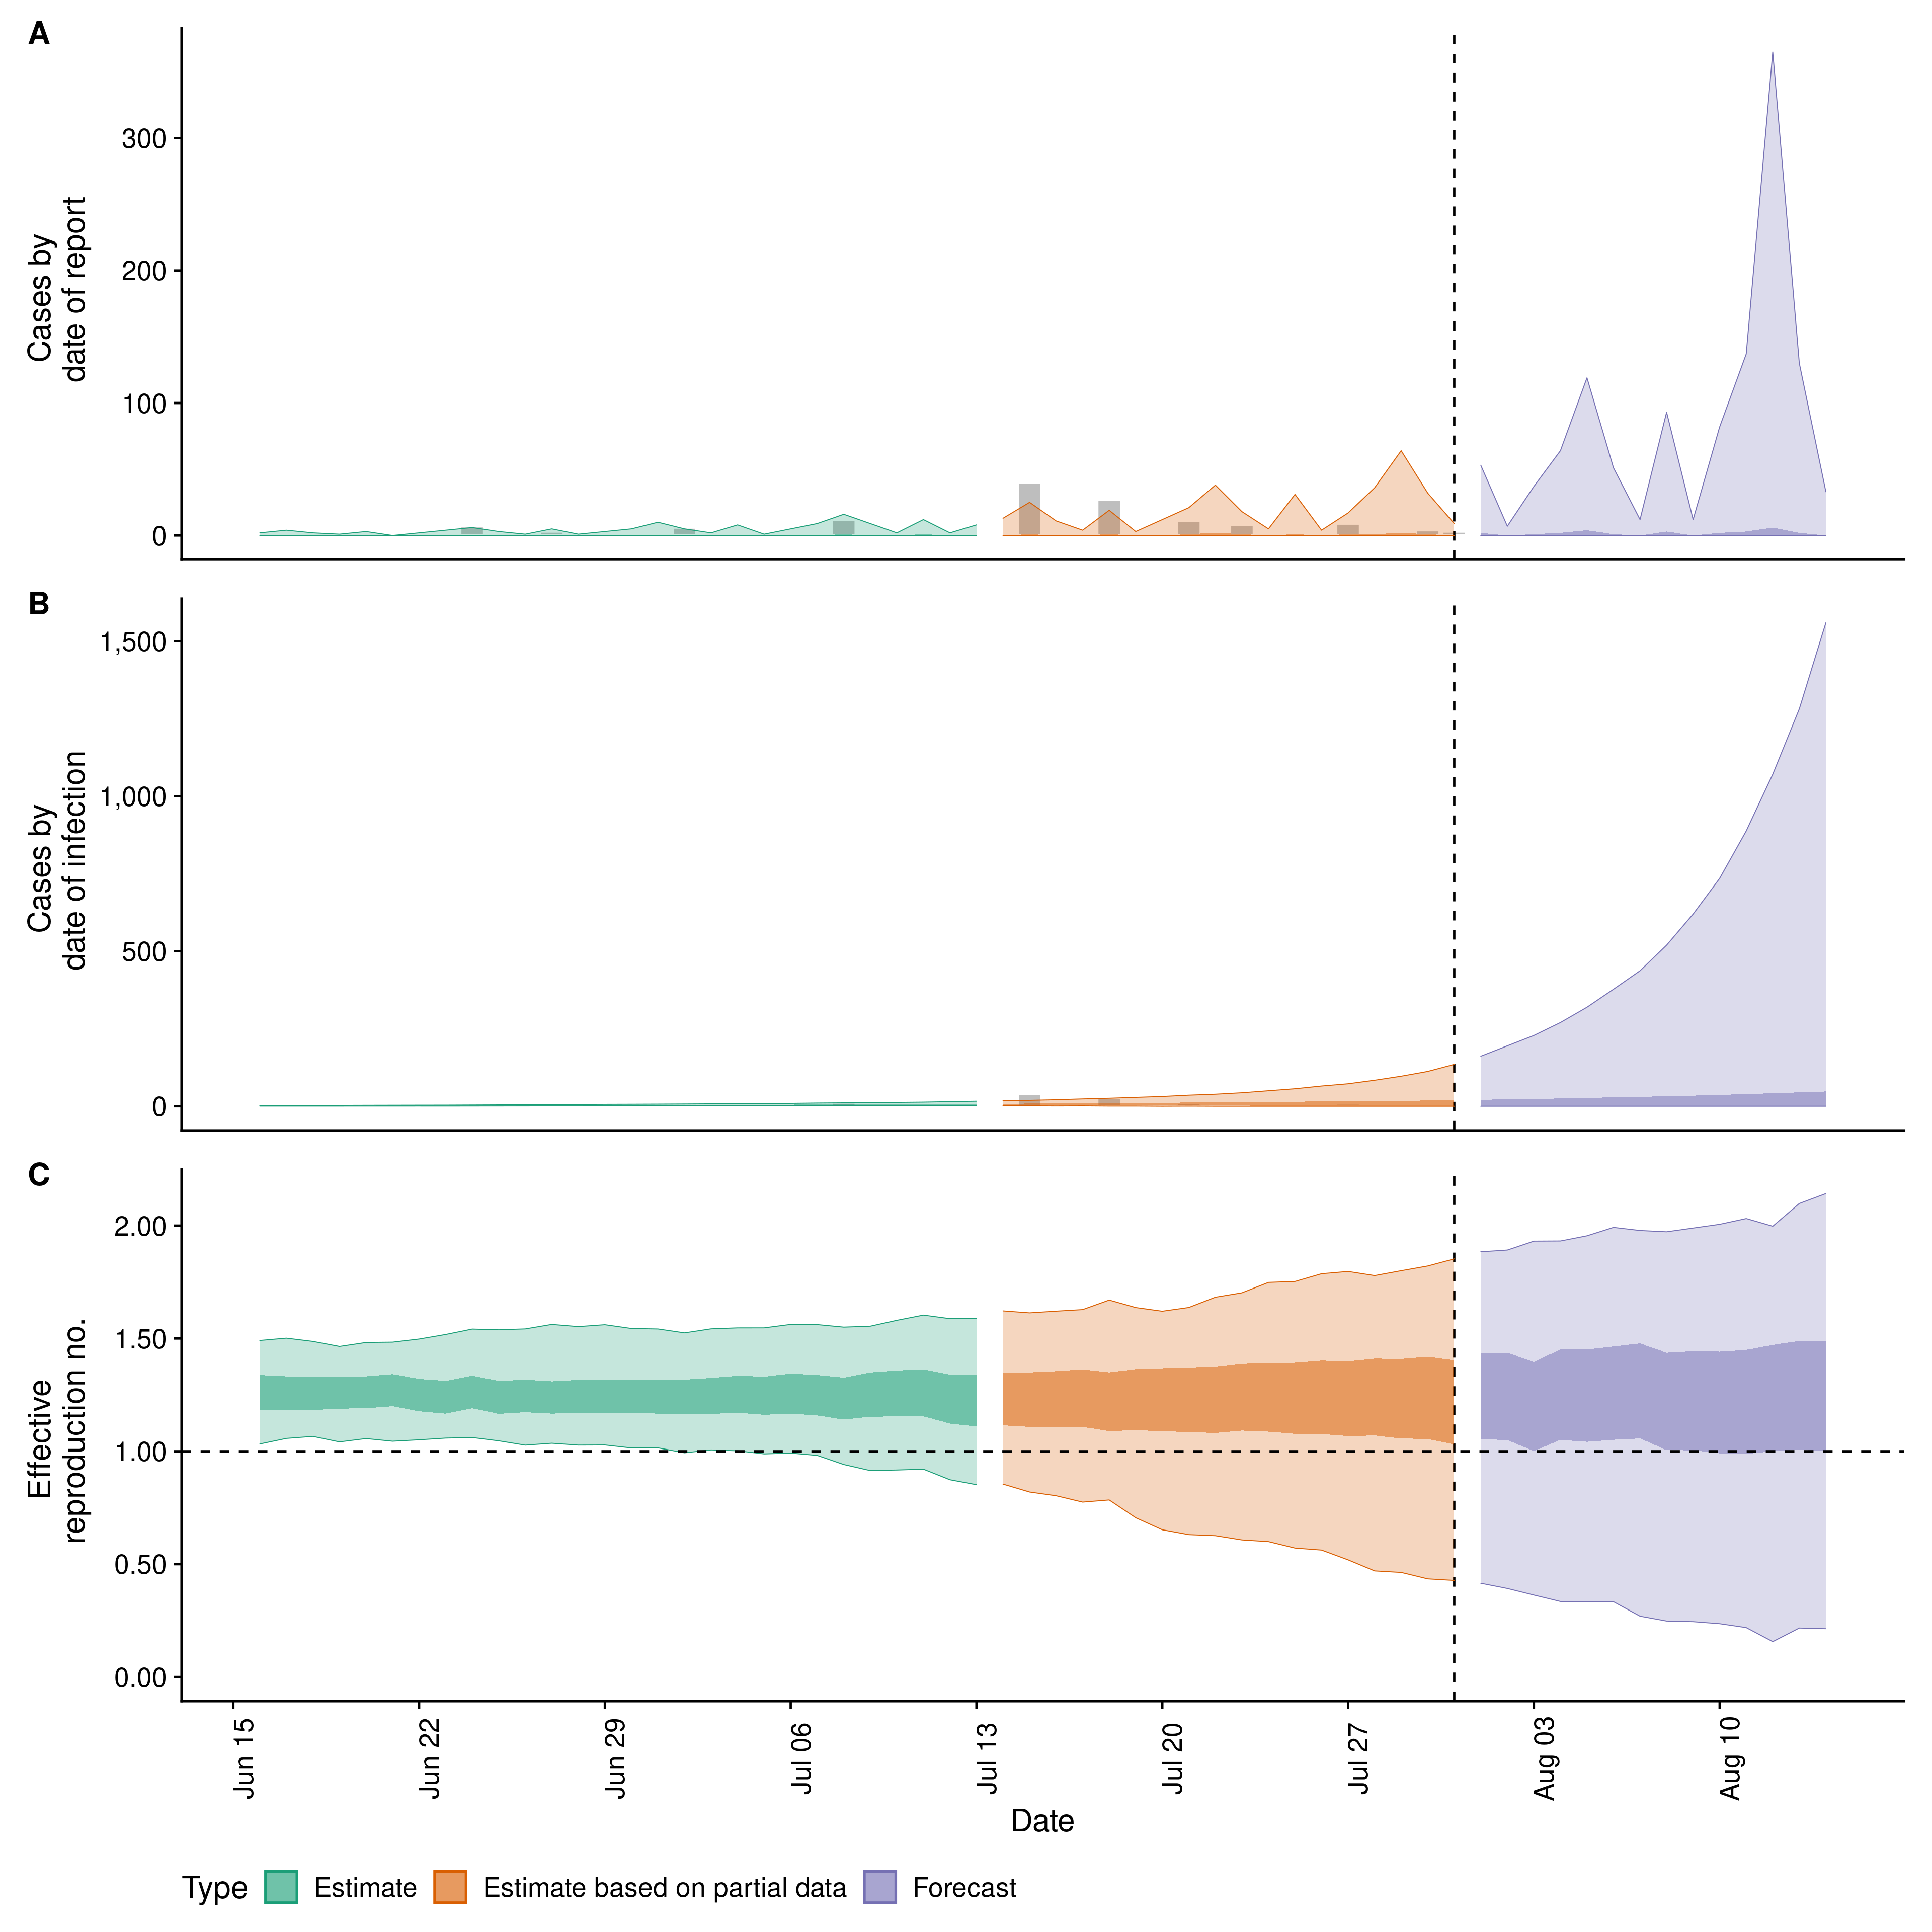 A
Cases by
date of report
300
200
100
0
B
Cases by
date of infection
1,500
1,000
500
0
C
Effective
reproduction no.
2.00
1.50
1.00
0.50
0.00
Jun 15
Jun 22
Jun 29
Jul 06
Jul 13
Jul 20
Jul 27
Aug 03
Aug 10
Date
Type Estimate Estimate based on partial data Forecast